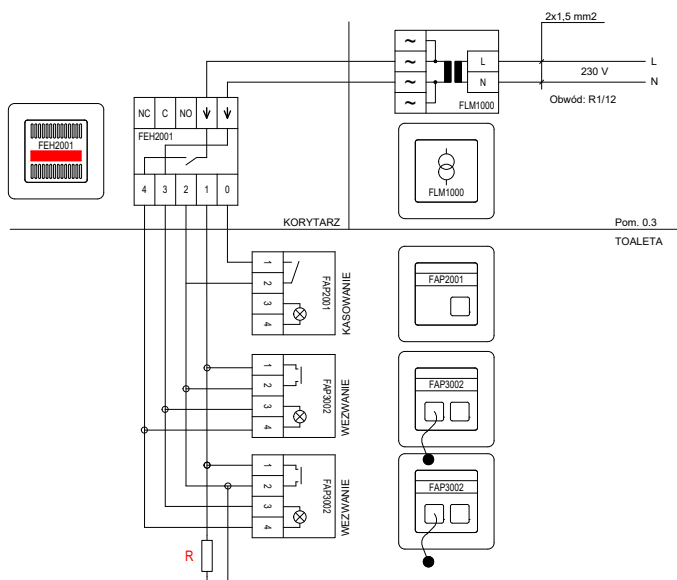 2x1,5 mm2
~
~
~
~
L
N
FLM1000
L
230 V
N
Obwód: R1/12
NC C NO
FEH2001
4 3 2 1 0
FEH2001
FLM1000
KORYTARZ
Pom. 0.3
TOALETA
1
2
3
4
FAP2001
KASOWANIE
FAP2001
1
2
3
4
FAP3002
WEZWANIE
FAP3002
1
2
3
4
FAP3002
WEZWANIE
FAP3002
R